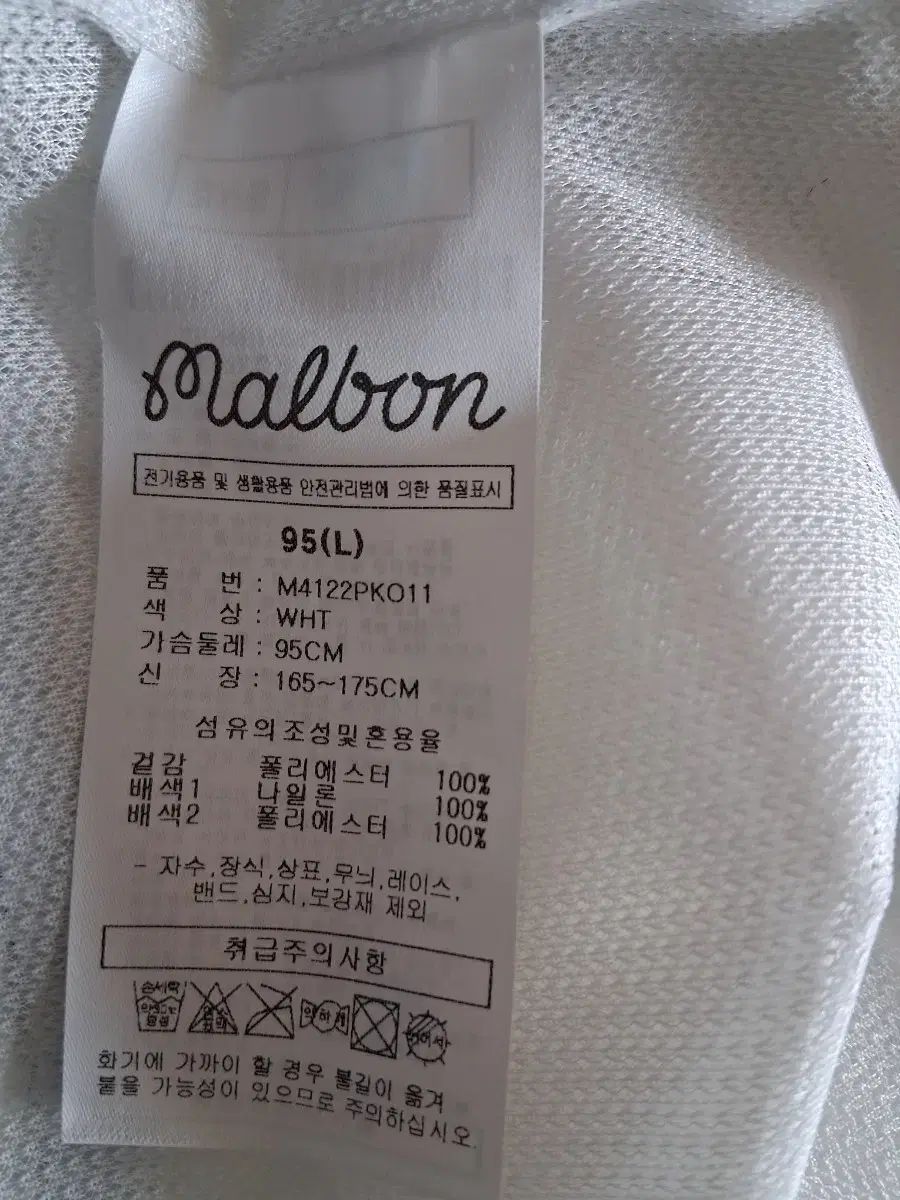 Malbon
전기용품 및 생활용품 안전관리법에 의한 품질표시
95(L)
품 번 : M4122PKO11
색 상 : WHT
가슴둘레 : 95CM
신 장 : 165~175CM
섬유의조성및혼용율
겉감 폴리에스터 100%
배색1 나일론 100%
배색2 폴리에스터 100%
- 자수,장식,상표,무늬,레이스,
밴드,심지,보강재 제외
취급주의사항
손세탁 약하게
화기에 가까이 할 경우 불길이 옮겨
붙을 가능성이 있으므로 주의하십시오.